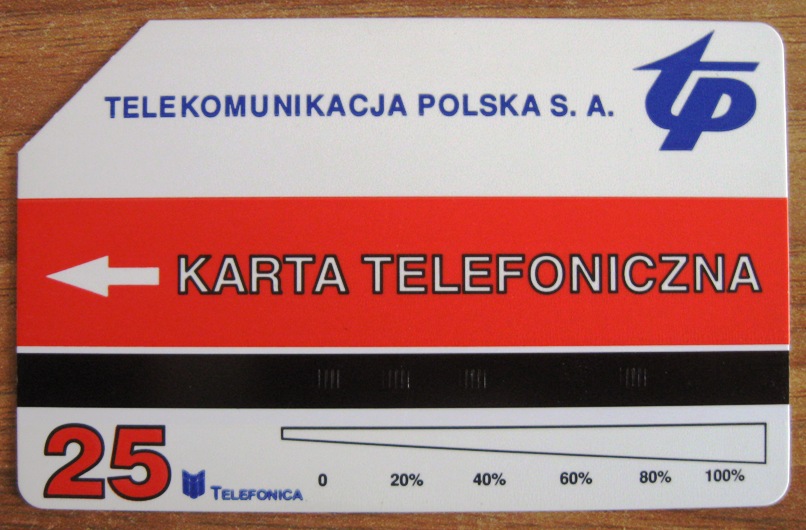 TELEKOMUNIKACJA POLSKA S. A.
tp
KARTA TELEFONICZNA
25
TELEFONICA
0 20% 40% 60% 80% 100%